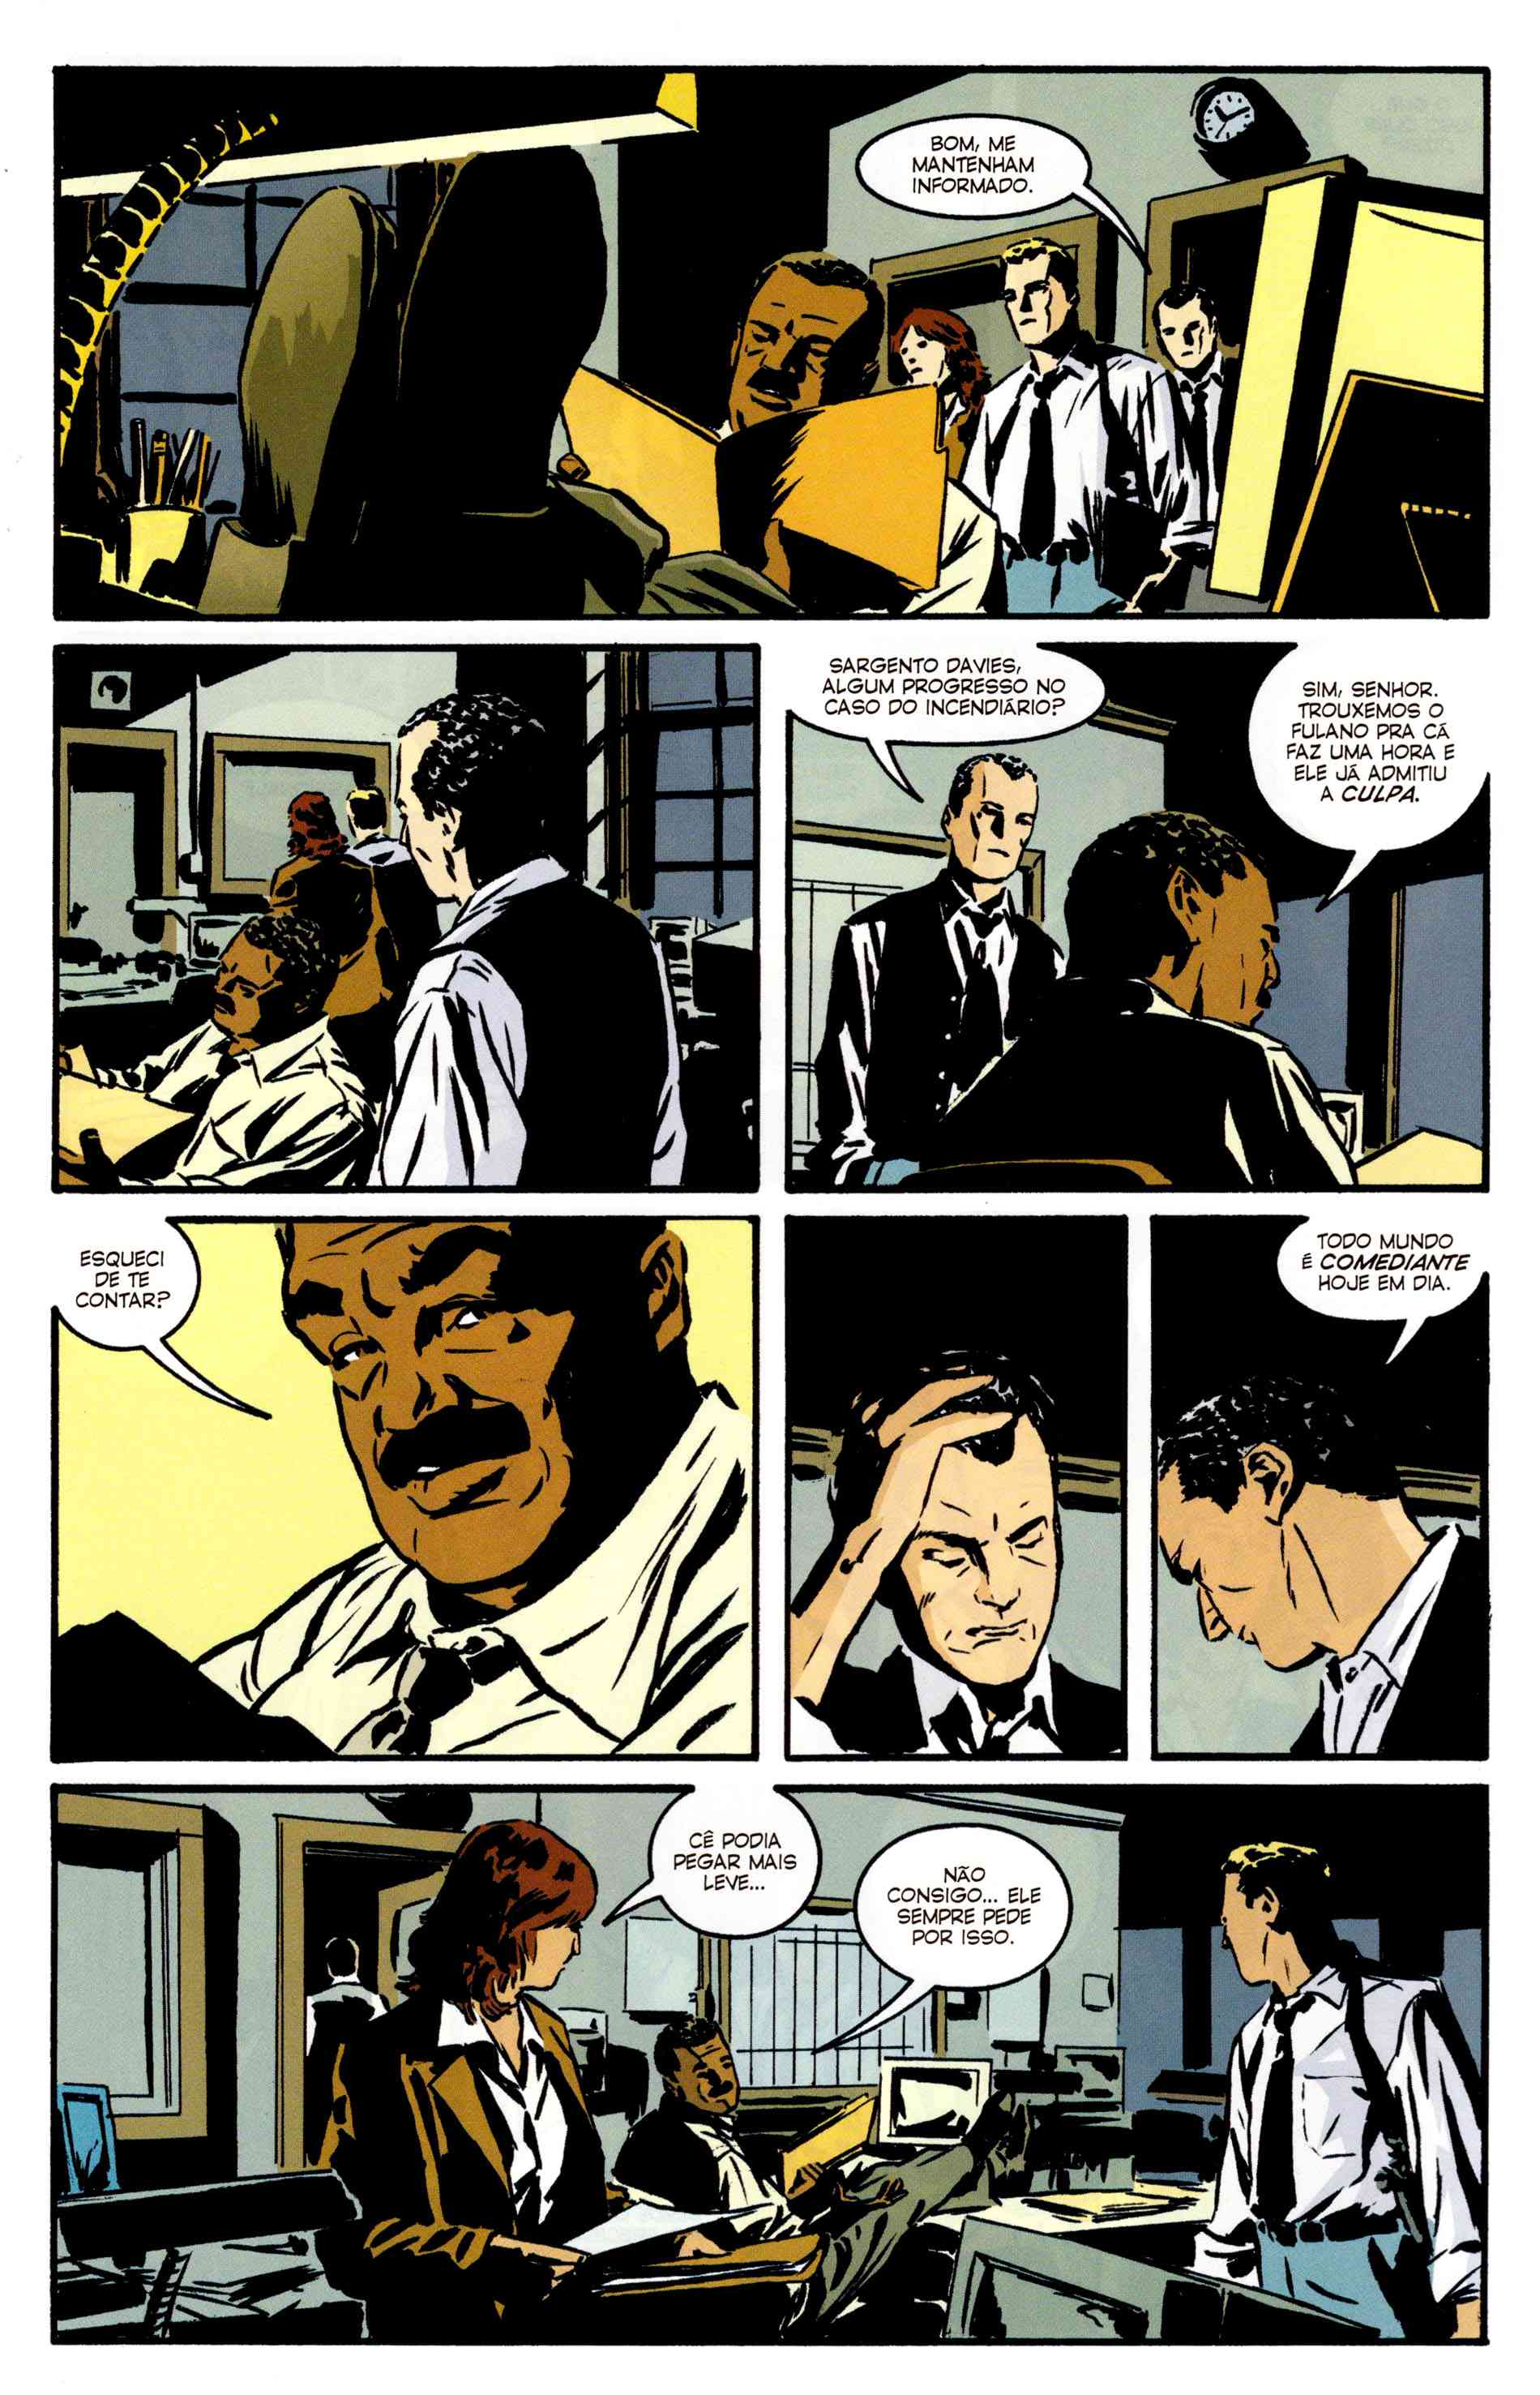 BOM, ME
MANTENHAM
INFORMADO.
SARGENTO DAVIES,
ALGUM PROGRESSO NO
CASO DO INCENDIÁRIO?
SIM, SENHOR.
TROUXEMOS O
FULANO PRA CÁ
FAZ UMA HORA E
ELE JÁ ADMITIU
A CULPA.
ESQUECI
DE TE
CONTAR?
TODO MUNDO
É COMEDIANTE
HOJE EM DIA.
CÊ PODIA
PEGAR MAIS
LEVE...
NÃO
CONSIGO... ELE
SEMPRE PEDE
POR ISSO.